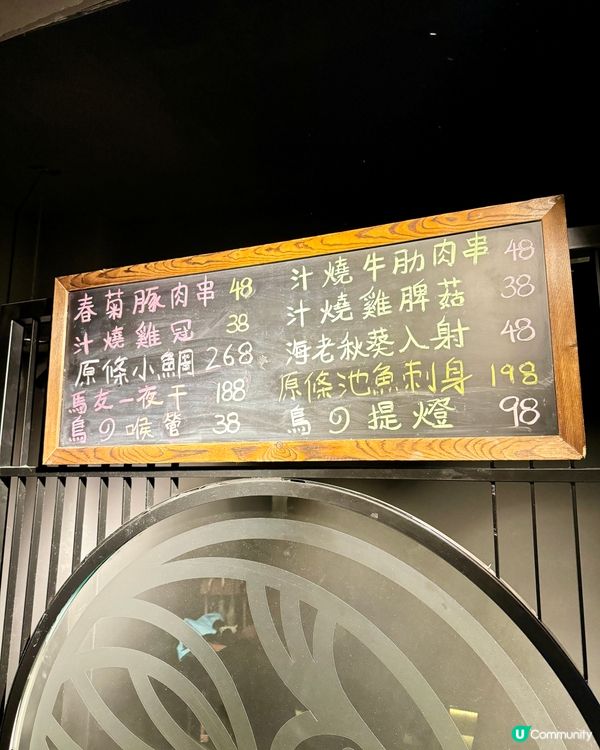 春菊豚肉串 48
汁燒雞冠 38
原條小鯛 268
馬友一夜干 188
鳥の喉管 38
汁燒牛肋肉串 48
汁燒雞脾菇 38
海老秋葵入射 48
原條池魚刺身 198
鳥の提燈 98
U Community